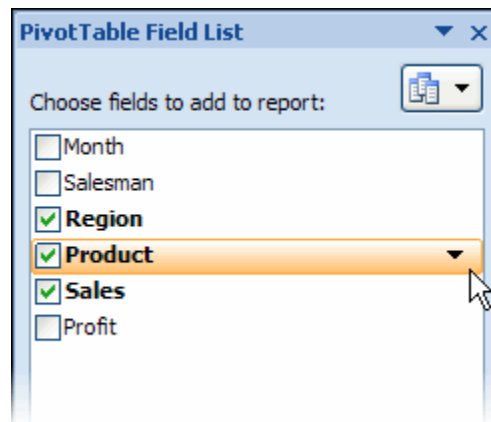 PivotTable Field List
Choose fields to add to report:
Month
Salesman
Region
Product
Sales
Profit